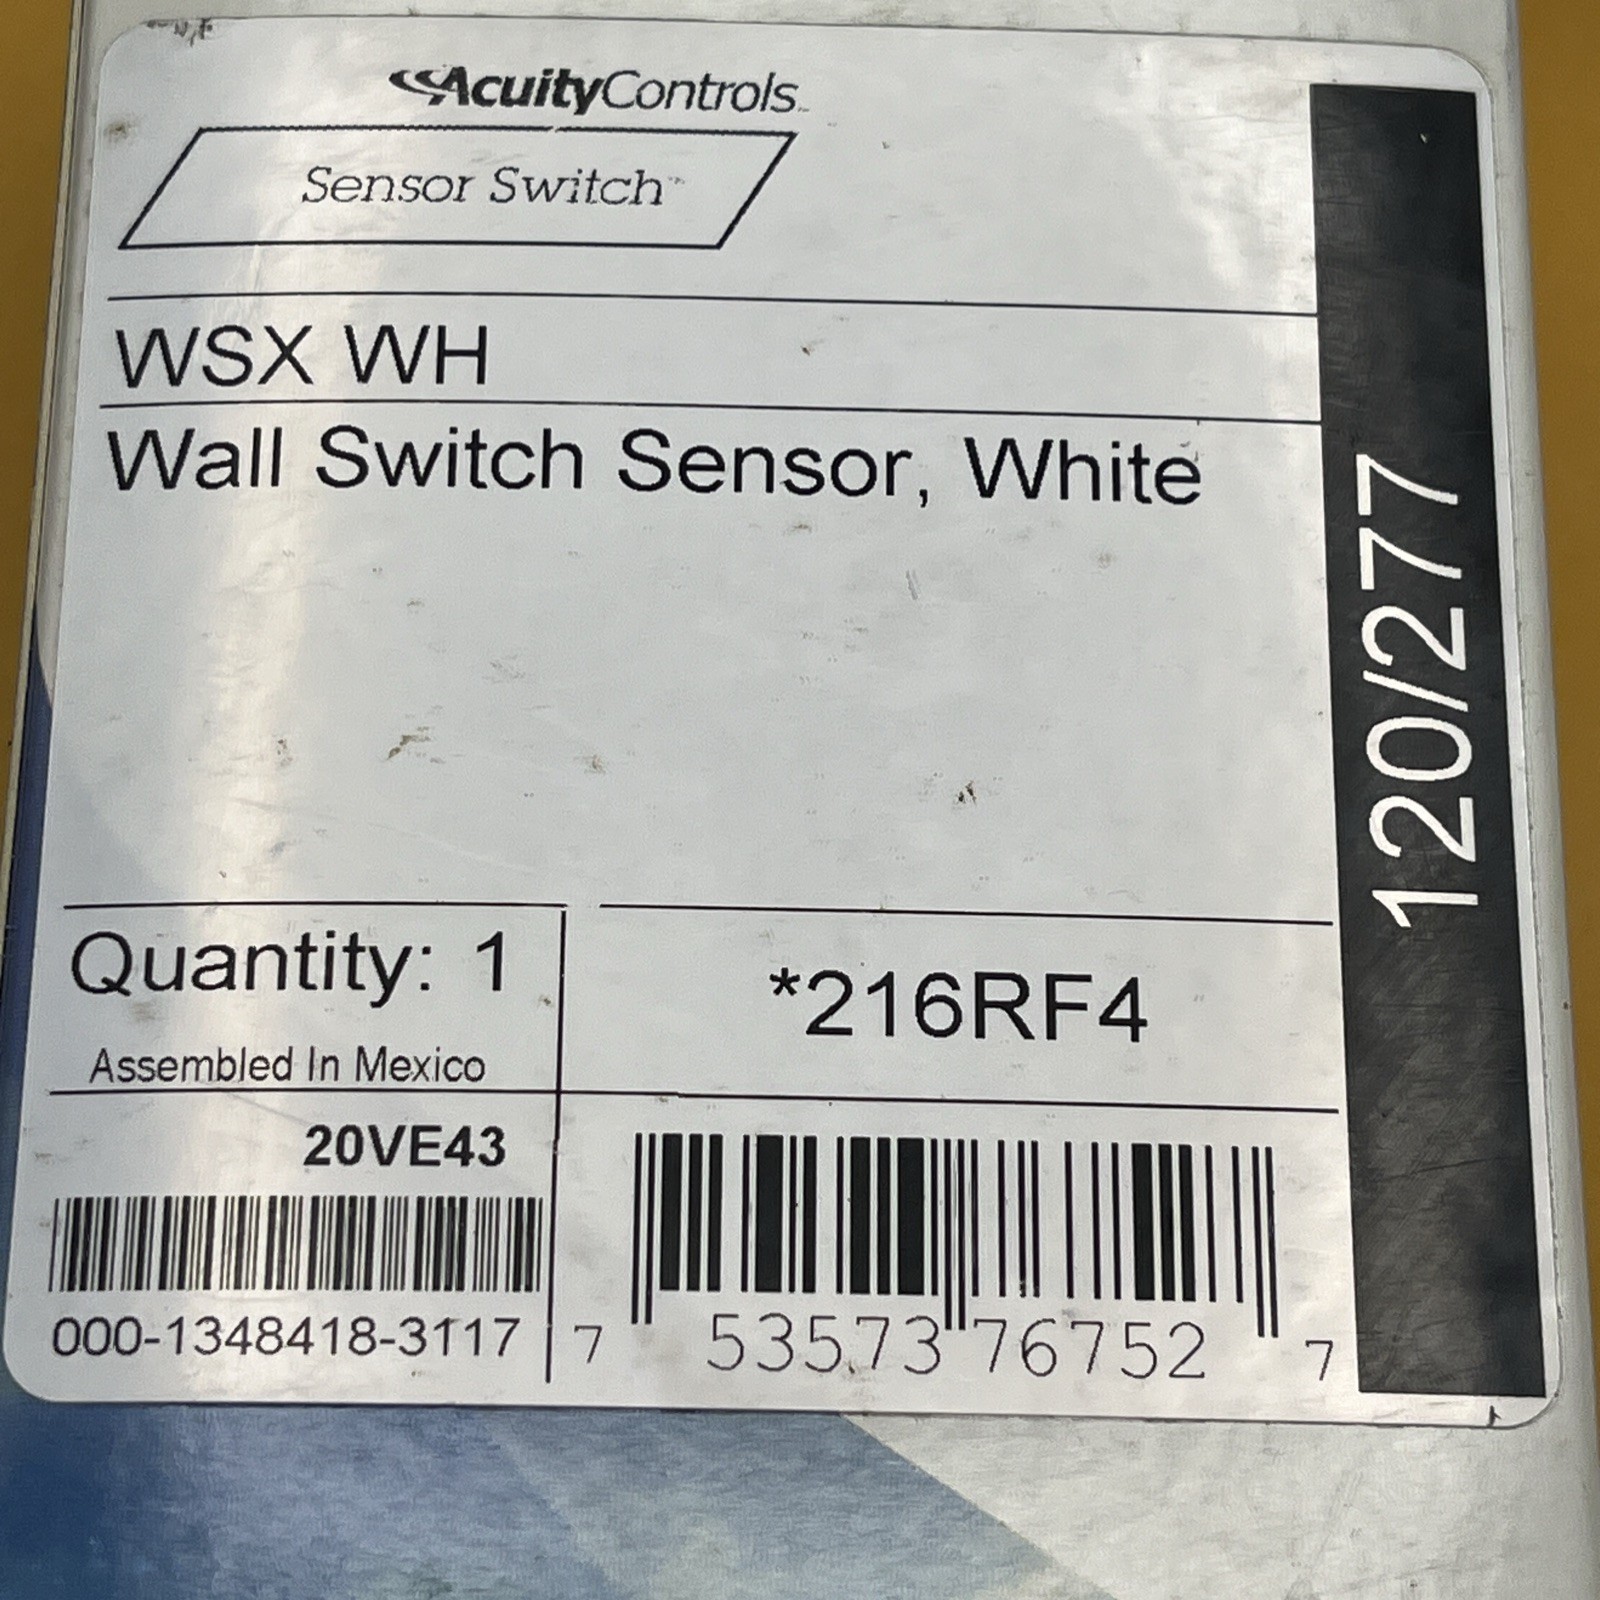 AcuityControls
Sensor Switch™
WSX WH
Wall Switch Sensor, White
120/277
Quantity: 1
Assembled In Mexico
*216RF4
20VE43
000-1348418-3117
7 53573 76752 7